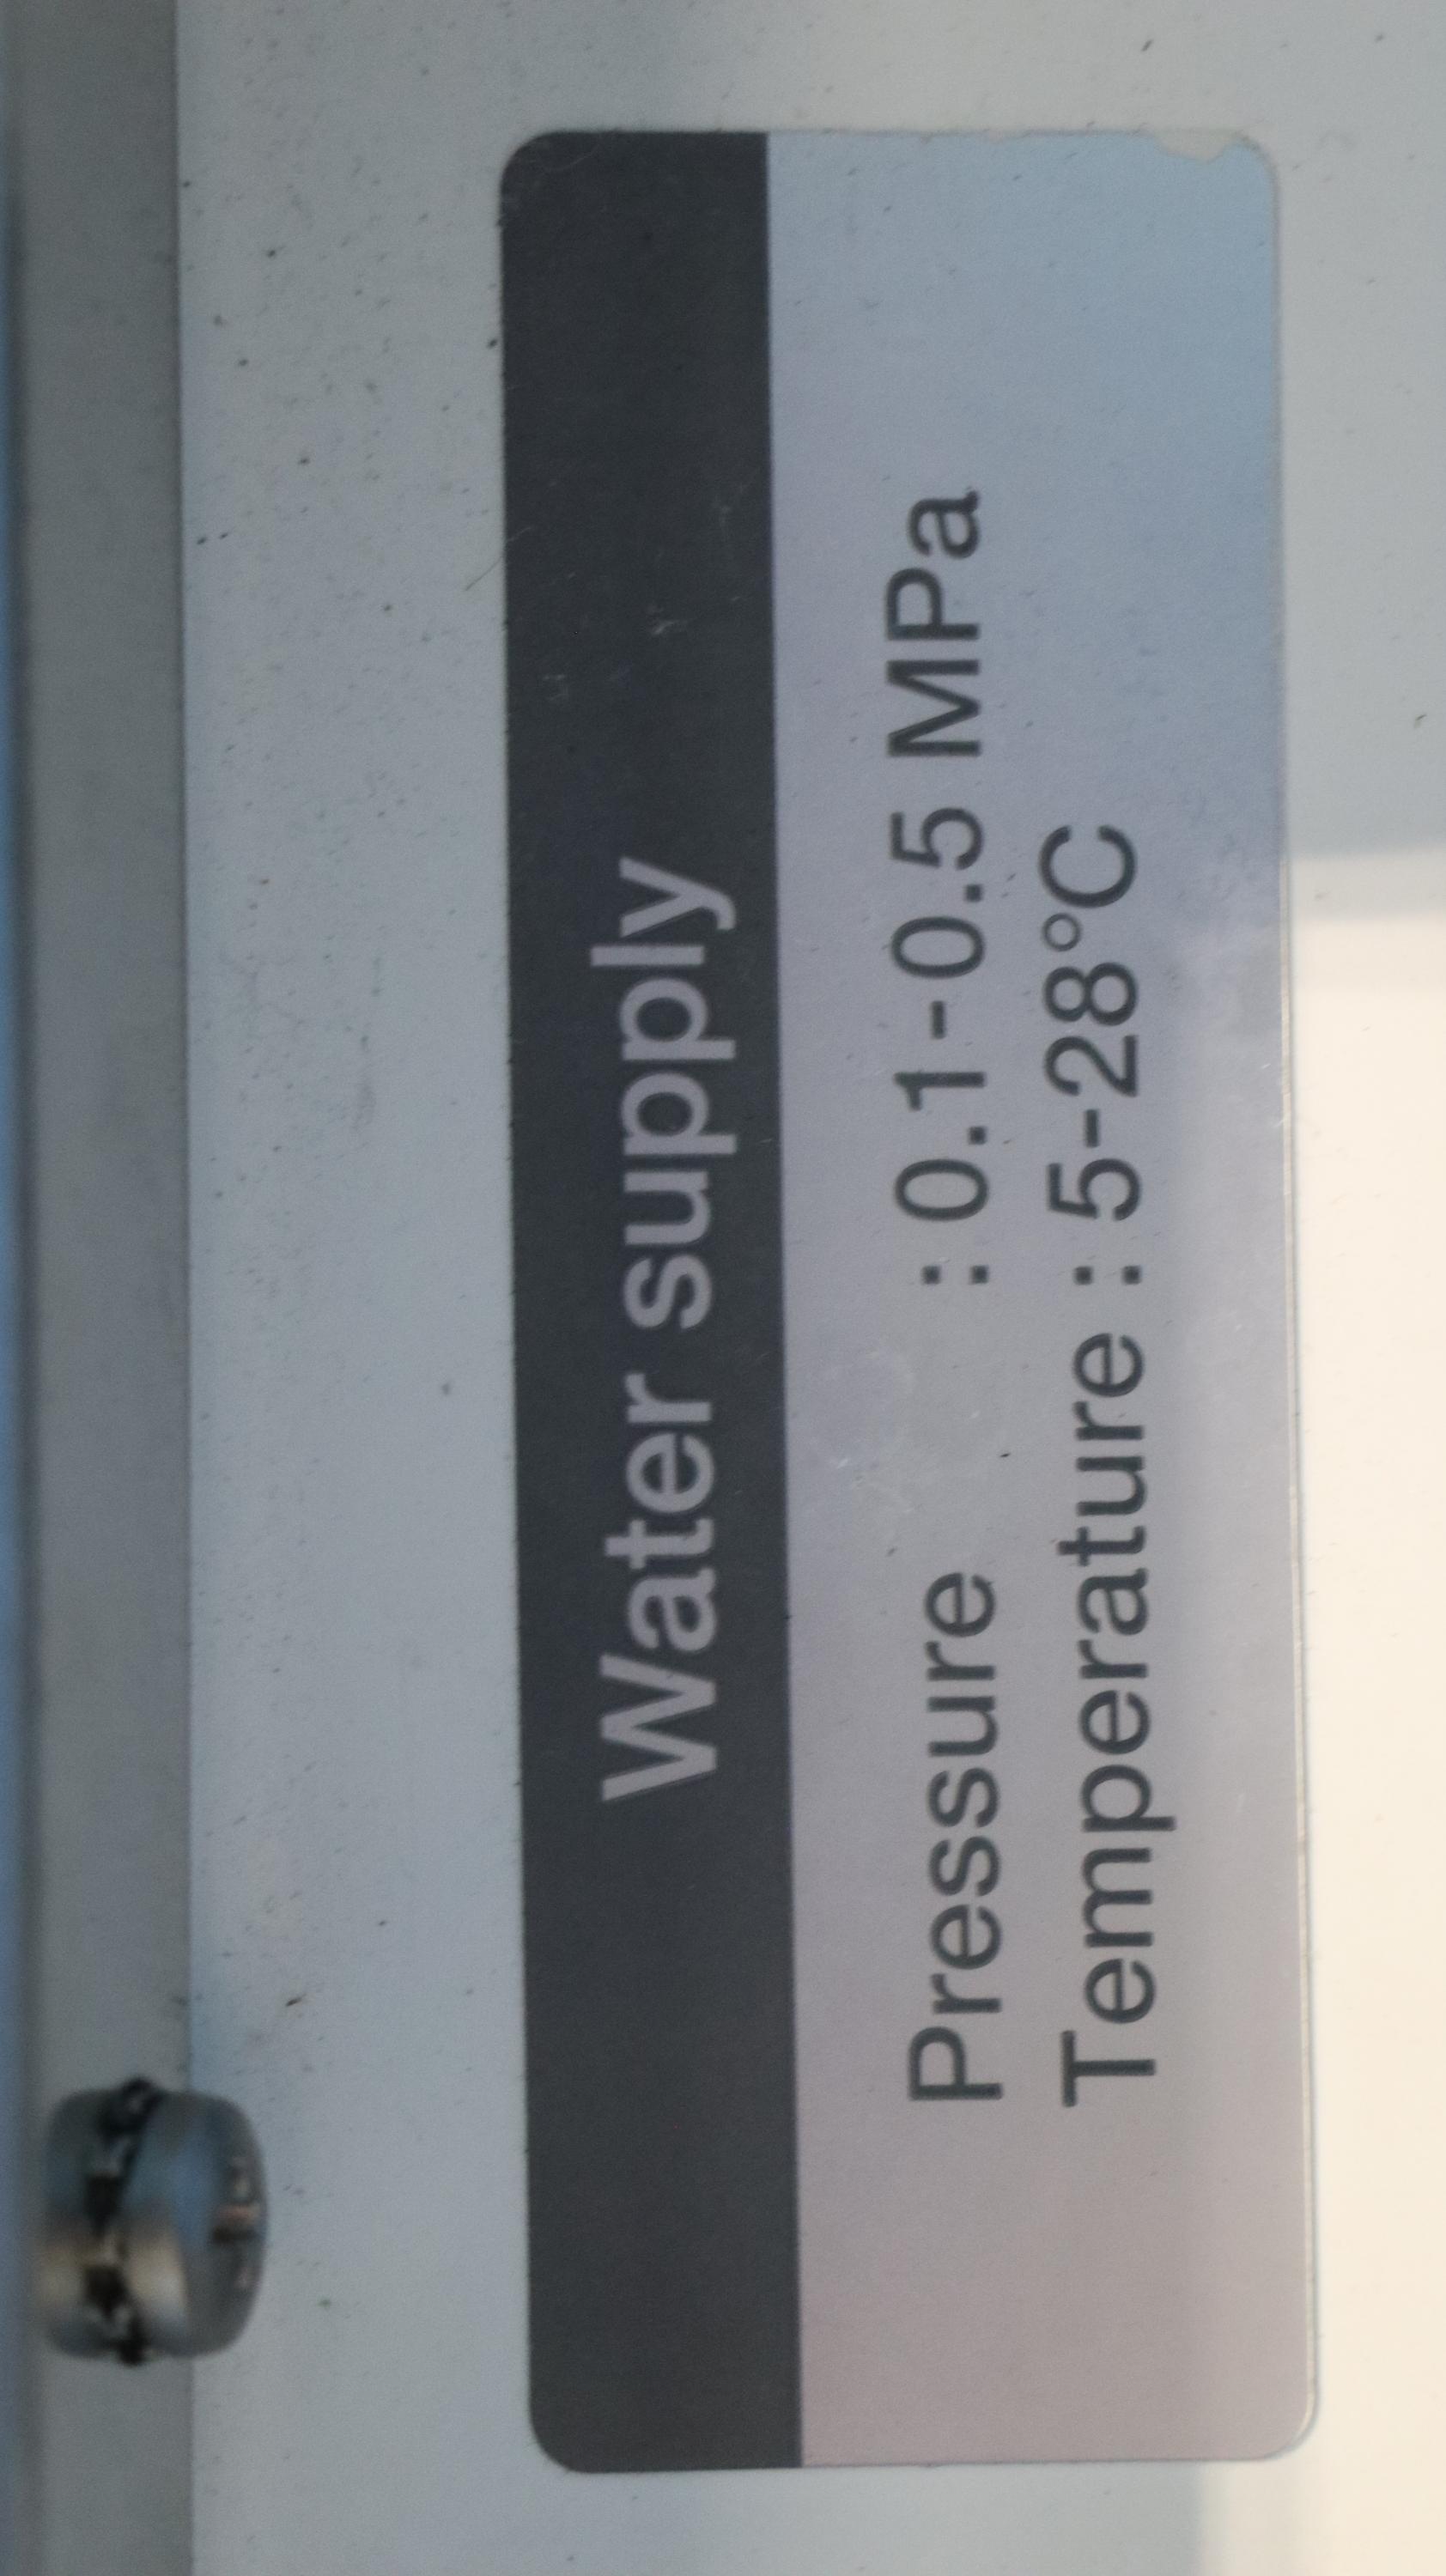 Water supply
Pressure : 0.1-0.5 MPa
Temperature : 5-28°C